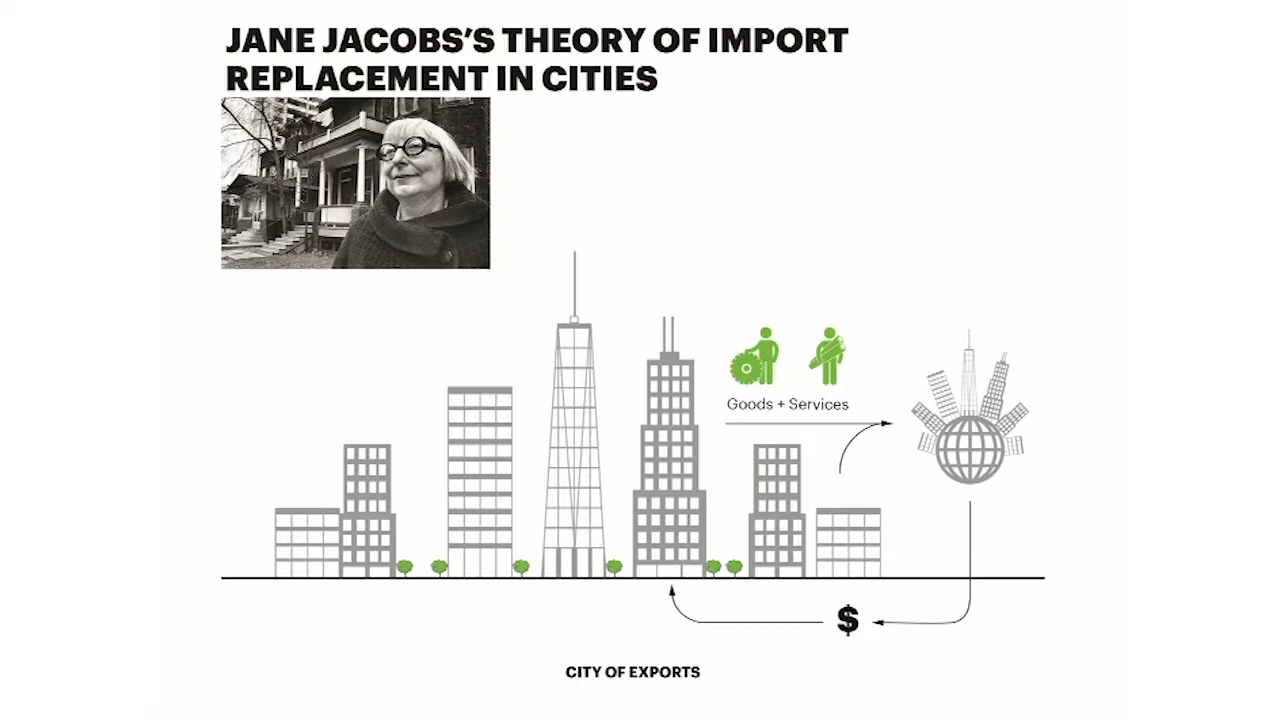 JANE JACOBS'S THEORY OF IMPORT
REPLACEMENT IN CITIES
Goods + Services
$
CITY OF EXPORTS